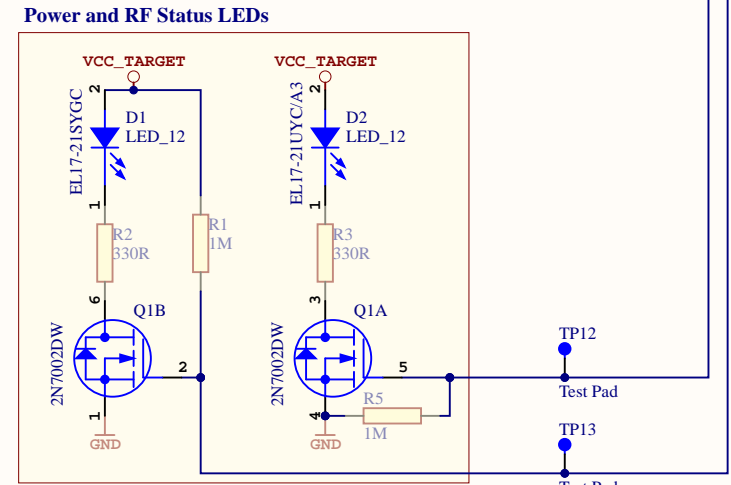 Power and RF Status LEDs
VCC_TARGET
VCC_TARGET
2
EL17-21SYGC
D1
LED_12
1
R2
330R
R1
1M
6
Q1B
2N7002DW
2
1
GND
2
EL17-21UYC/A3
D2
LED_12
1
R3
330R
3
Q1A
2N7002DW
5
4
R5
1M
GND
TP12
Test Pad
TP13
Test Pad